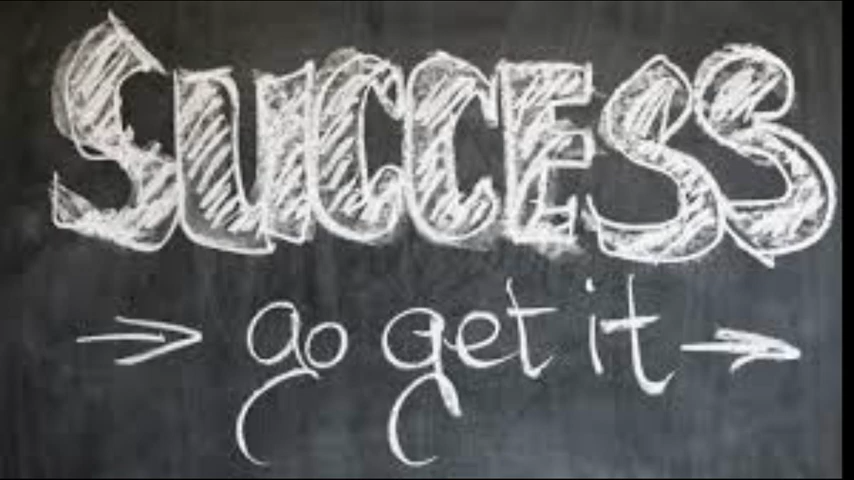 SUCCESS
→ go get it →